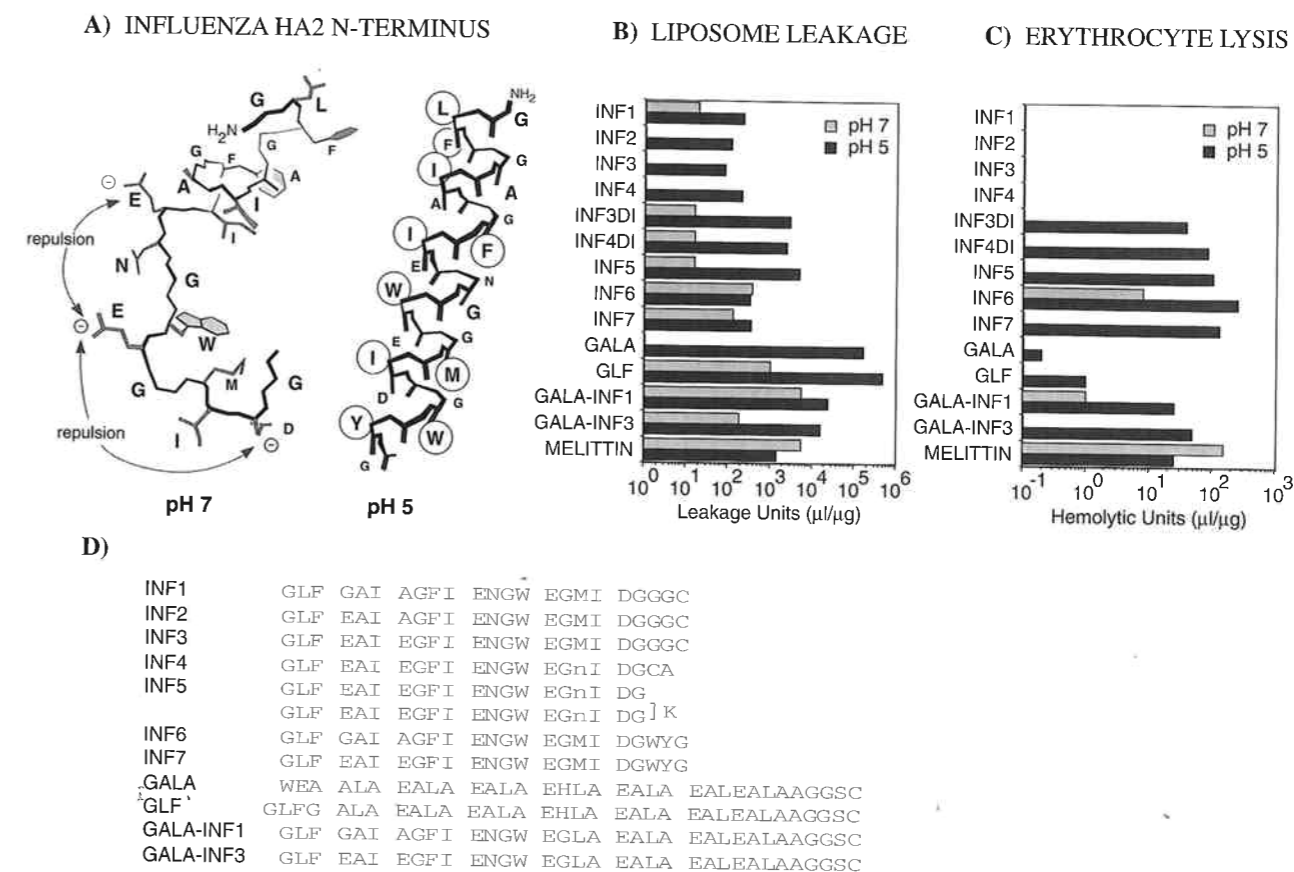 A) INFLUENZA HA2 N-TERMINUS
G L
H2N
G F G F
A I A
⊖ E
I
repulsion
N G
E
⊖
W
G M G
I D
repulsion
⊖
pH 7
L NH2
G
F
I G
A A
G
I F
E
N
W G
E G
I M
D G
Y W
G
pH 5
B) LIPOSOME LEAKAGE
INF1
INF2
INF3
INF4
INF3DI
INF4DI
INF5
INF6
INF7
GALA
GLF
GALA-INF1
GALA-INF3
MELITTIN
pH 7
pH 5
10^0 10^1 10^2 10^3 10^4 10^5 10^6
Leakage Units (µl/µg)
C) ERYTHROCYTE LYSIS
INF1
INF2
INF3
INF4
INF3DI
INF4DI
INF5
INF6
INF7
GALA
GLF
GALA-INF1
GALA-INF3
MELITTIN
pH 7
pH 5
10^-1 10^0 10^1 10^2 10^3
Hemolytic Units (µl/µg)
D)
INF1 GLF GAI AGFI ENGW EGMI DGGGC
INF2 GLF EAI AGFI ENGW EGMI DGGGC
INF3 GLF EAI EGFI ENGW EGMI DGGGC
INF4 GLF EAI EGFI ENGW EGnI DGCA
INF5 GLF EAI EGFI ENGW EGnI DG
GLF EAI EGFI ENGW EGnI DG ] K
INF6 GLF GAI AGFI ENGW EGMI DGWYG
INF7 GLF EAI EGFI ENGW EGMI DGWYG
GALA WEA ALA EALA EALA EHLA EALA EALEALAAGGSC
GLF GLFG ALA EALA EALA EHLA EALA EALEALAAGGSC
GALA-INF1 GLF GAI AGFI ENGW EGLA EALA EALEALAAGGSC
GALA-INF3 GLF EAI EGFI ENGW EGLA EALA EALEALAAGGSC